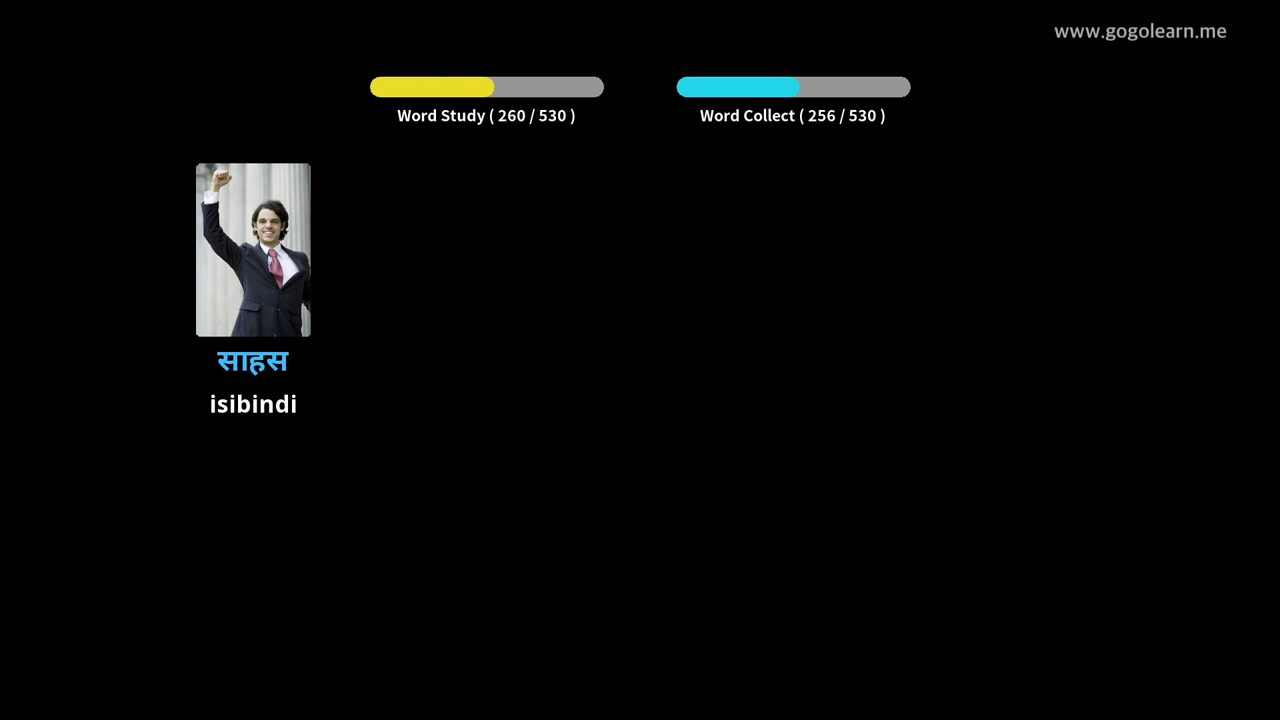 www.gogolearn.me
Word Study ( 260 / 530 )
Word Collect ( 256 / 530 )
साहस
isibindi